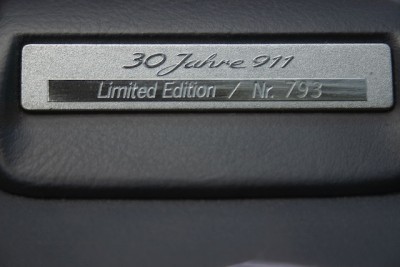 30 Jahre 911
Limited Edition / Nr. 793